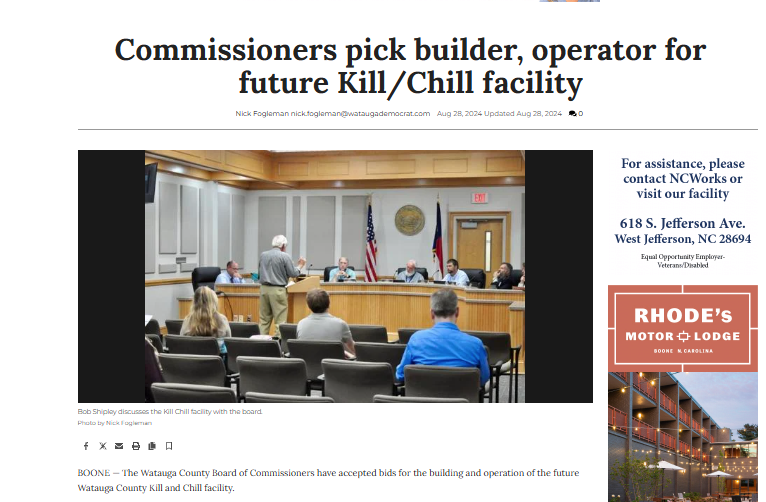 Commissioners pick builder, operator for
future Kill/Chill facility
Nick Fogleman nick.fogleman@wataugademocrat.com Aug 28, 2024 Updated Aug 28, 2024 0
For assistance, please
contact NCWorks or
visit our facility
618 S. Jefferson Ave.
West Jefferson, NC 28694
Equal Opportunity Employer-
Veterans/Disabled
EXIT
RHODE's
MOTOR LODGE
BOONE N.CAROLINA
Bob Shipley discusses the Kill Chill facility with the board.
Photo by Nick Fogleman
BOONE — The Watauga County Board of Commissioners have accepted bids for the building and operation of the future
Watauga County Kill and Chill facility.